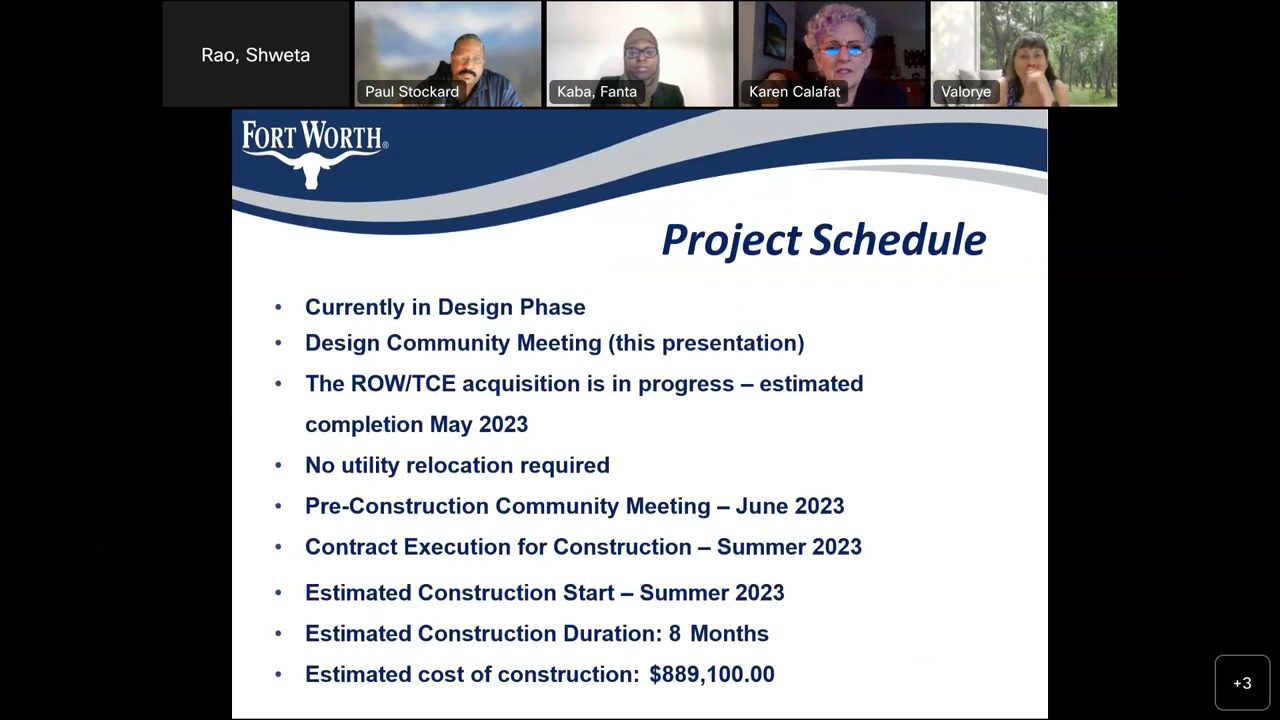 Rao, Shweta
Paul Stockard
Kaba, Fanta
Karen Calafat
Valorye
FORT WORTH®
Project Schedule
• Currently in Design Phase
• Design Community Meeting (this presentation)
• The ROW/TCE acquisition is in progress – estimated
completion May 2023
• No utility relocation required
• Pre-Construction Community Meeting – June 2023
• Contract Execution for Construction – Summer 2023
• Estimated Construction Start – Summer 2023
• Estimated Construction Duration: 8 Months
• Estimated cost of construction: $889,100.00
+3